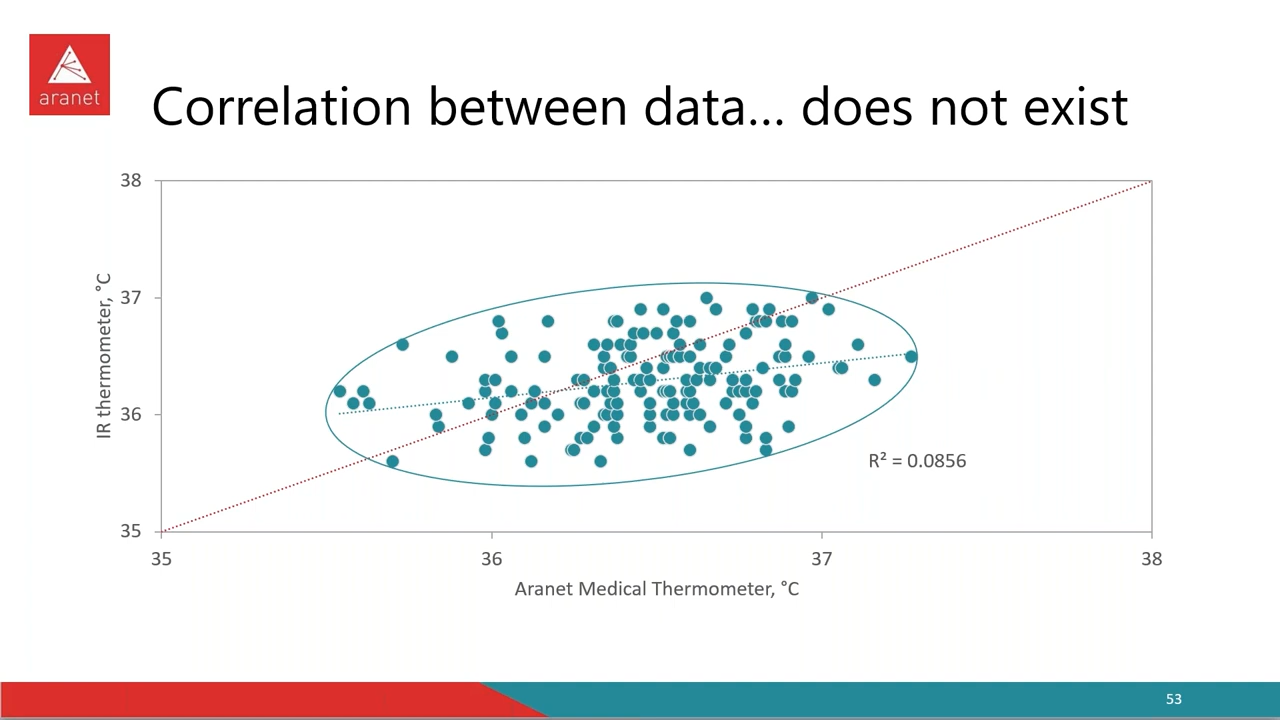 aranet
Correlation between data... does not exist
38
37
36
35
IR thermometer, °C
R² = 0.0856
35 36 37 38
Aranet Medical Thermometer, °C
53